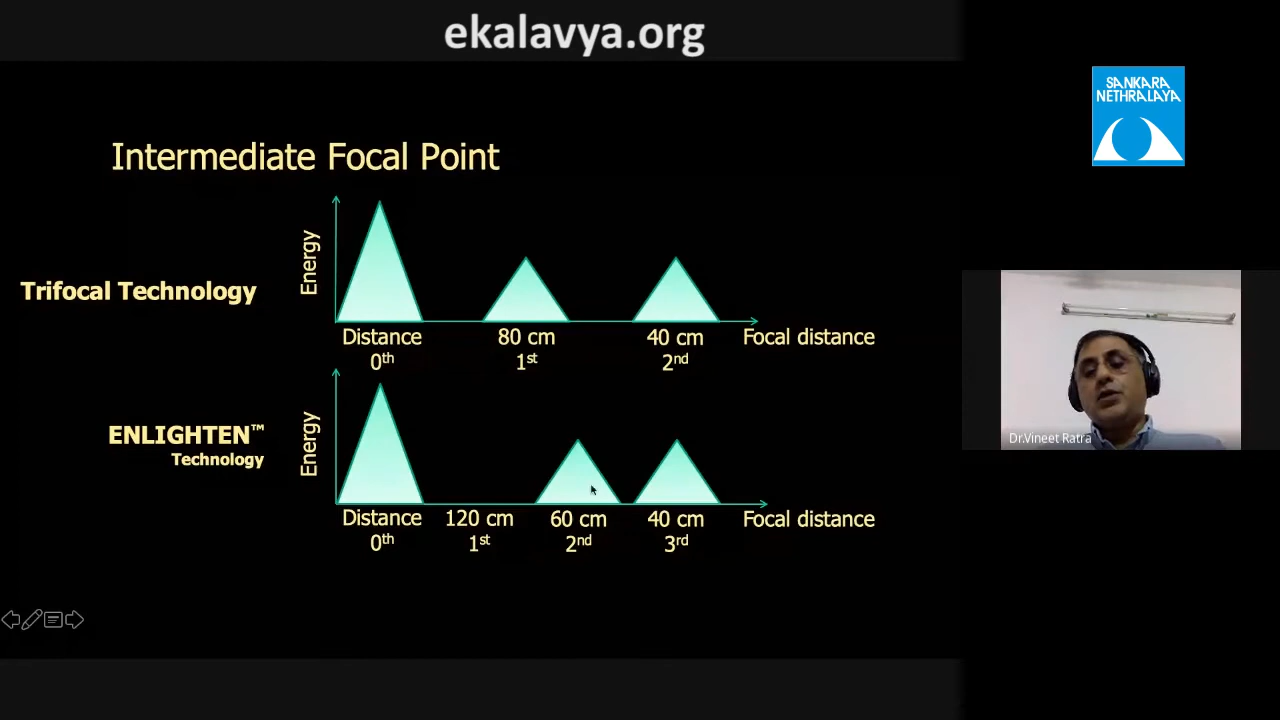 ekalavya.org
SANKARA
NETHRALAYA
Intermediate Focal Point
Energy
Trifocal Technology
Distance 80 cm 40 cm Focal distance
0th 1st 2nd
ENLIGHTEN™
Technology
Energy
Distance 120 cm 60 cm 40 cm Focal distance
0th 1st 2nd 3rd
Dr.Vineet Ratra